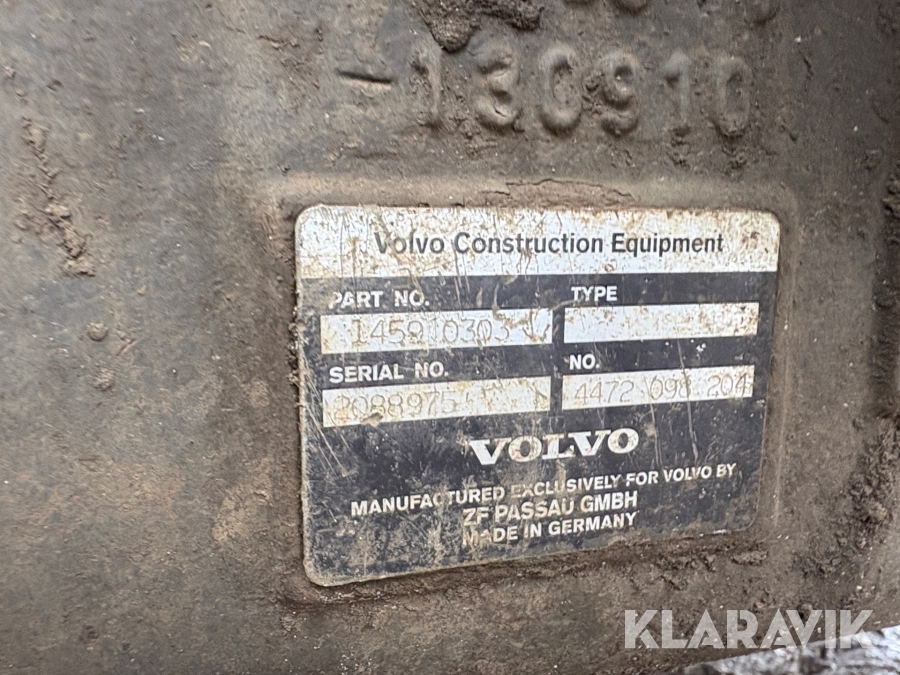 -130910
Volvo Construction Equipment
PART NO. TYPE
SERIAL NO. NO.
2088975 4472 098 204
VOLVO
MANUFACTURED EXCLUSIVELY FOR VOLVO BY
ZF PASSAU GMBH
MADE IN GERMANY
KLARAVIK